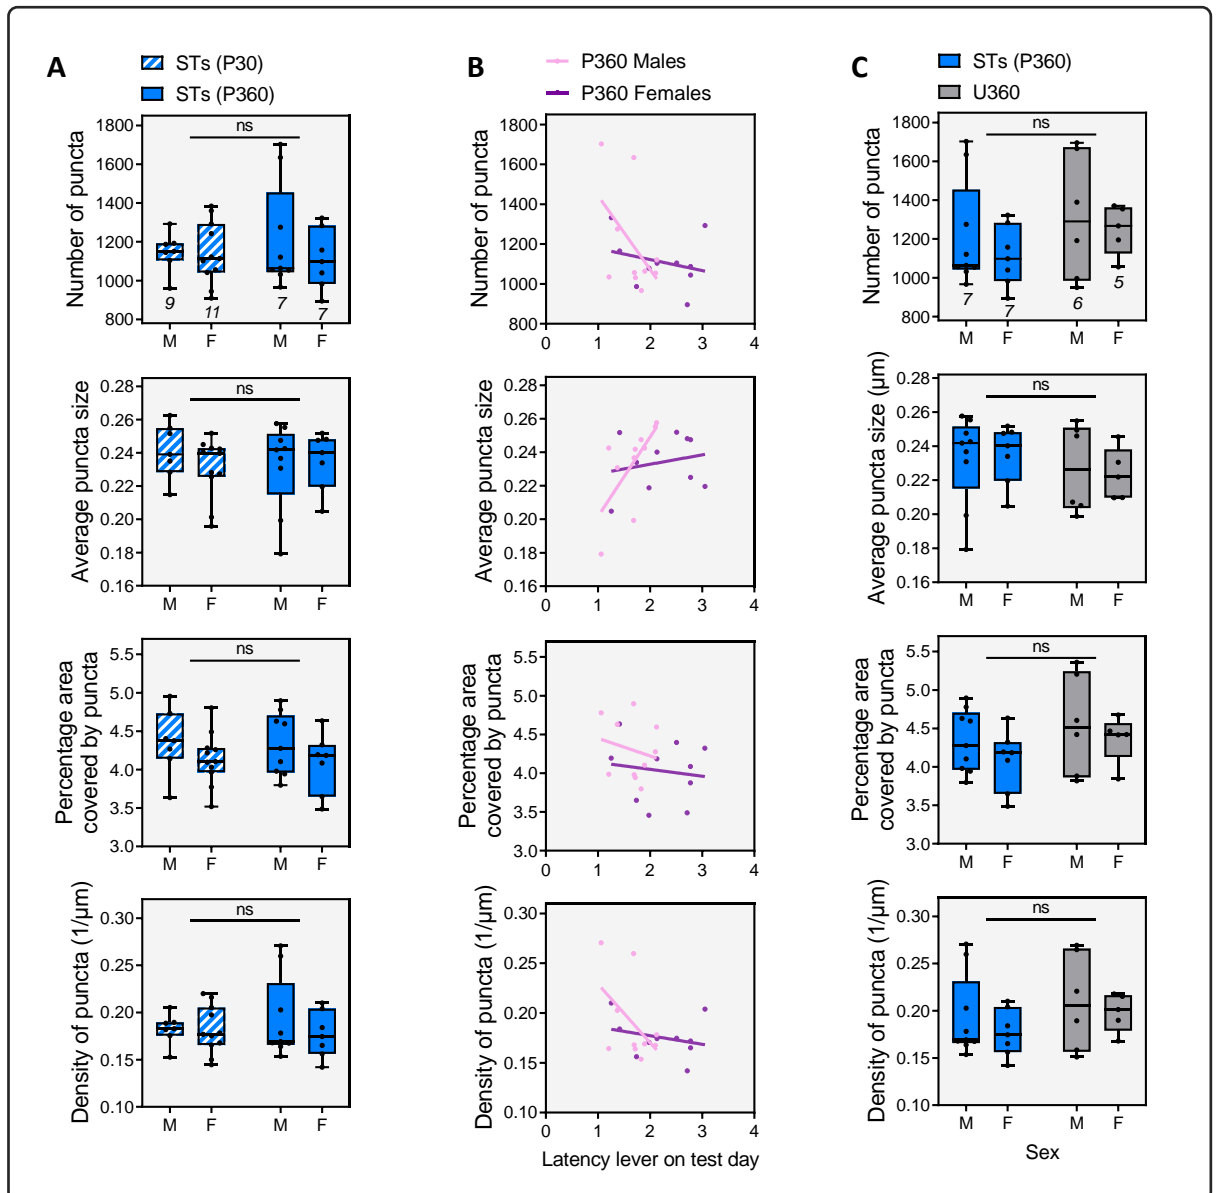 A
STs (P30)
STs (P360)
Number of puncta
1800
1600
1400
1200
1000
800
ns
9
11
7
7
M F M F
Average puncta size
0.28
0.26
0.24
0.22
0.20
0.18
0.16
ns
M F M F
Percentage area
covered by puncta
5.5
5.0
4.5
4.0
3.5
3.0
ns
M F M F
Density of puncta (1/μm)
0.30
0.25
0.20
0.15
0.10
ns
M F M F
B
P360 Males
P360 Females
Number of puncta
1800
1600
1400
1200
1000
800
0 1 2 3 4
Average puncta size
0.28
0.26
0.24
0.22
0.20
0.18
0.16
0 1 2 3 4
Percentage area
covered by puncta
5.5
5.0
4.5
4.0
3.5
3.0
0 1 2 3 4
Density of puncta (1/μm)
0.30
0.25
0.20
0.15
0.10
0 1 2 3 4
Latency lever on test day
C
STs (P360)
U360
Number of puncta
1800
1600
1400
1200
1000
800
ns
7
7
6
5
M F M F
Average puncta size (μm)
0.28
0.26
0.24
0.22
0.20
0.18
0.16
ns
M F M F
Percentage area
covered by puncta
5.5
5.0
4.5
4.0
3.5
3.0
ns
M F M F
Density of puncta (1/μm)
0.30
0.25
0.20
0.15
0.10
ns
M F M F
Sex